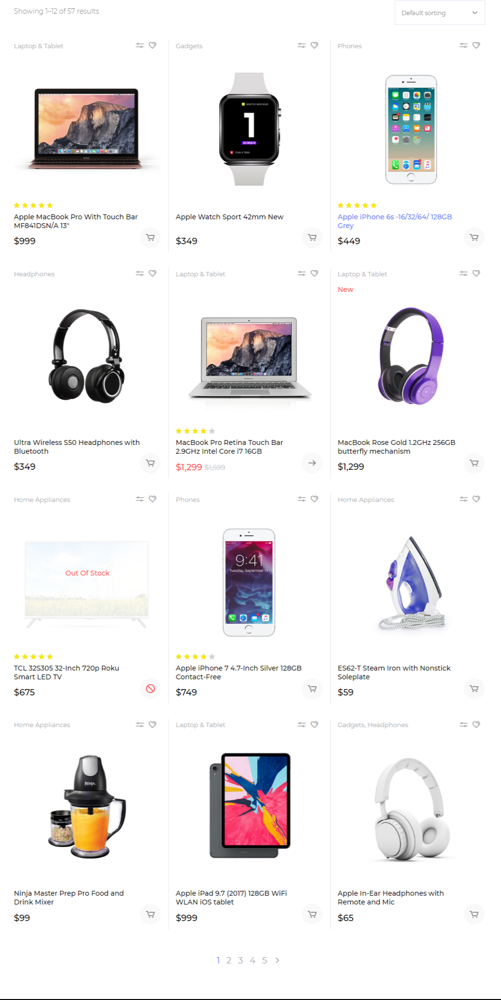 Showing 1–12 of 57 results
Default sorting
Laptop & Tablet
Gadgets
Phones
WATCH MOCKUP
1
SCREEN
1248 X 1560
Apple MacBook Pro With Touch Bar
MF841DSN/A 13"
$999
Apple Watch Sport 42mm New
$349
Apple iPhone 6s -16/32/64/ 128GB
Grey
$449
Headphones
Laptop & Tablet
Laptop & Tablet
New
Ultra Wireless S50 Headphones with
Bluetooth
$349
MacBook Pro Retina Touch Bar
2.9GHz Intel Core i7 16GB
$1,299 $1,599
MacBook Rose Gold 1.2GHz 256GB
butterfly mechanism
$1,299
Home Appliances
Phones
Home Appliances
Out Of Stock
9:41
Tuesday, September 13
TCL 32S305 32-Inch 720p Roku
Smart LED TV
$675
Apple iPhone 7 4.7-Inch Silver 128GB
Contact-Free
$749
ES62-T Steam Iron with Nonstick
Soleplate
$59
Home Appliances
Laptop & Tablet
Gadgets, Headphones
NINJA
Ninja Master Prep Pro Food and
Drink Mixer
$99
Apple iPad 9.7 (2017) 128GB WiFi
WLAN iOS tablet
$999
Apple In-Ear Headphones with
Remote and Mic
$65
1 2 3 4 5